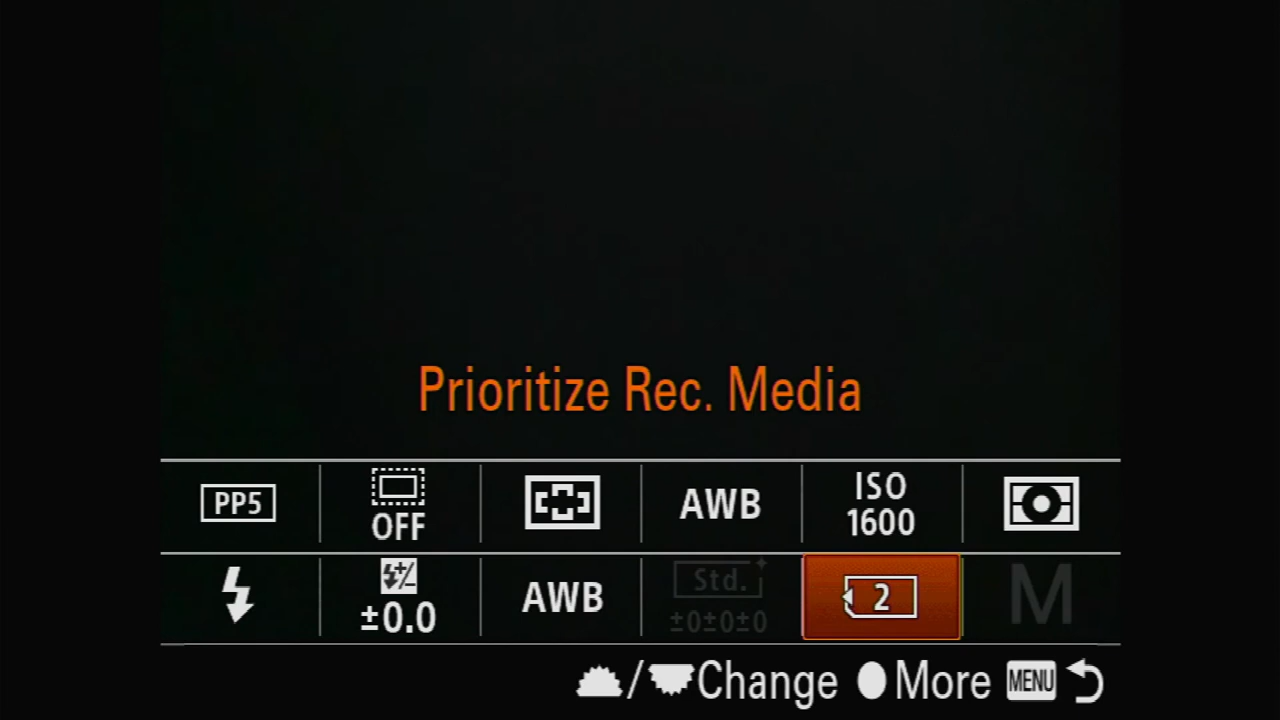 Prioritize Rec. Media
PP5 OFF AWB ISO 1600
±0.0 AWB Std. ±0±0±0 2 M
/ Change More MENU